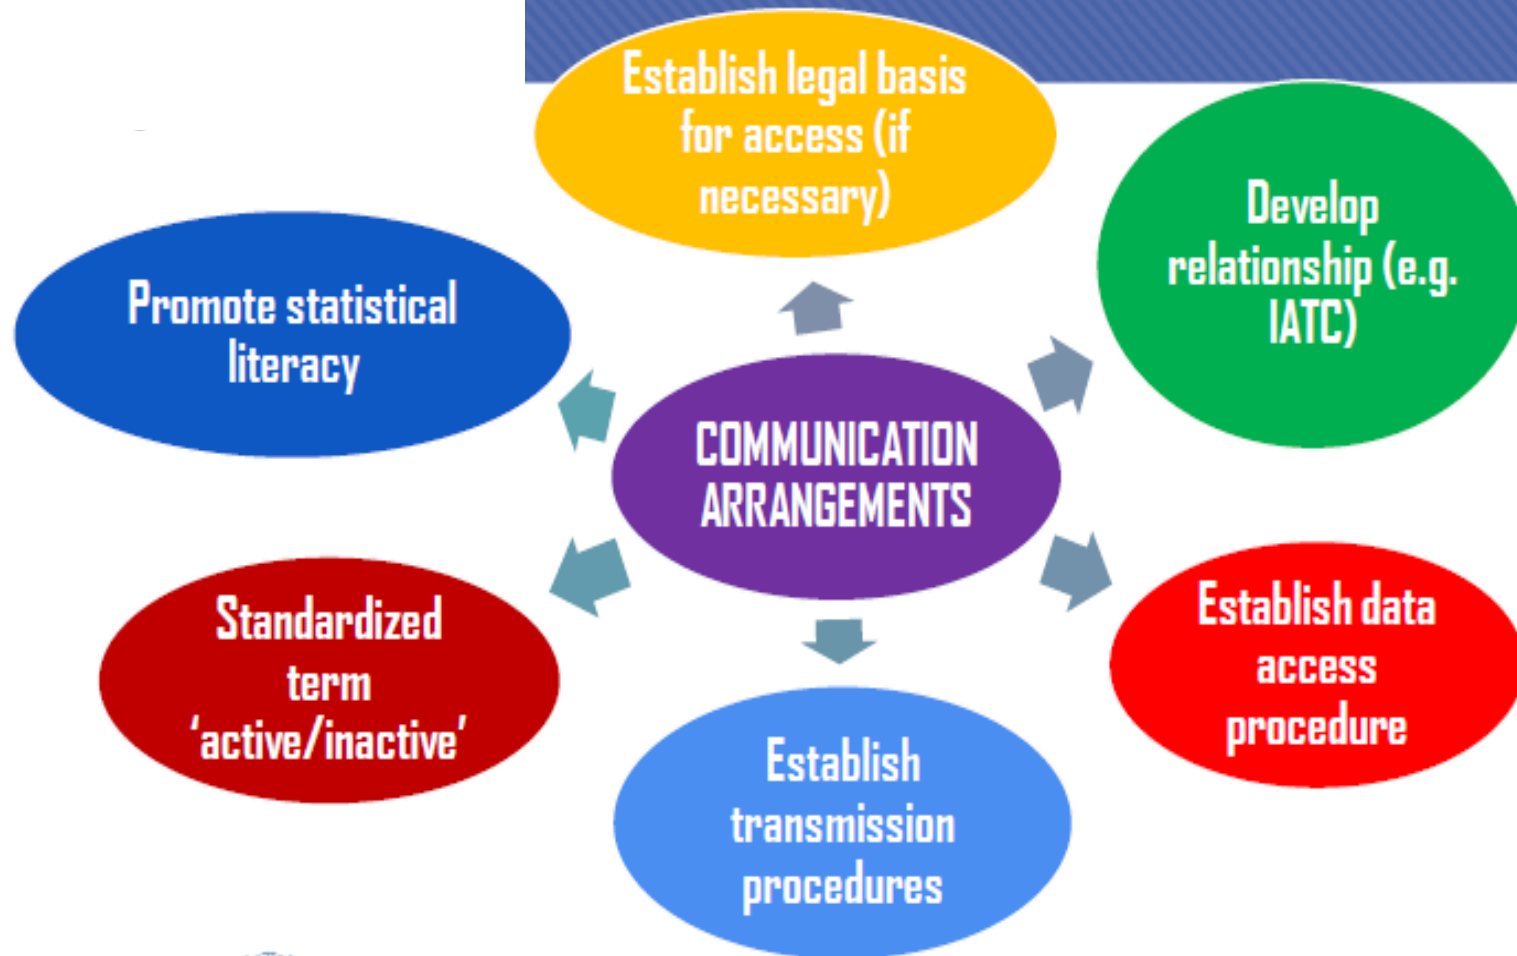 Establish legal basis
for access (if
necessary)
Develop
relationship (e.g.
IATC)
Promote statistical
literacy
COMMUNICATION
ARRANGEMENTS
Standardized
term
‘active/inactive’
Establish data
access
procedure
Establish
transmission
procedures